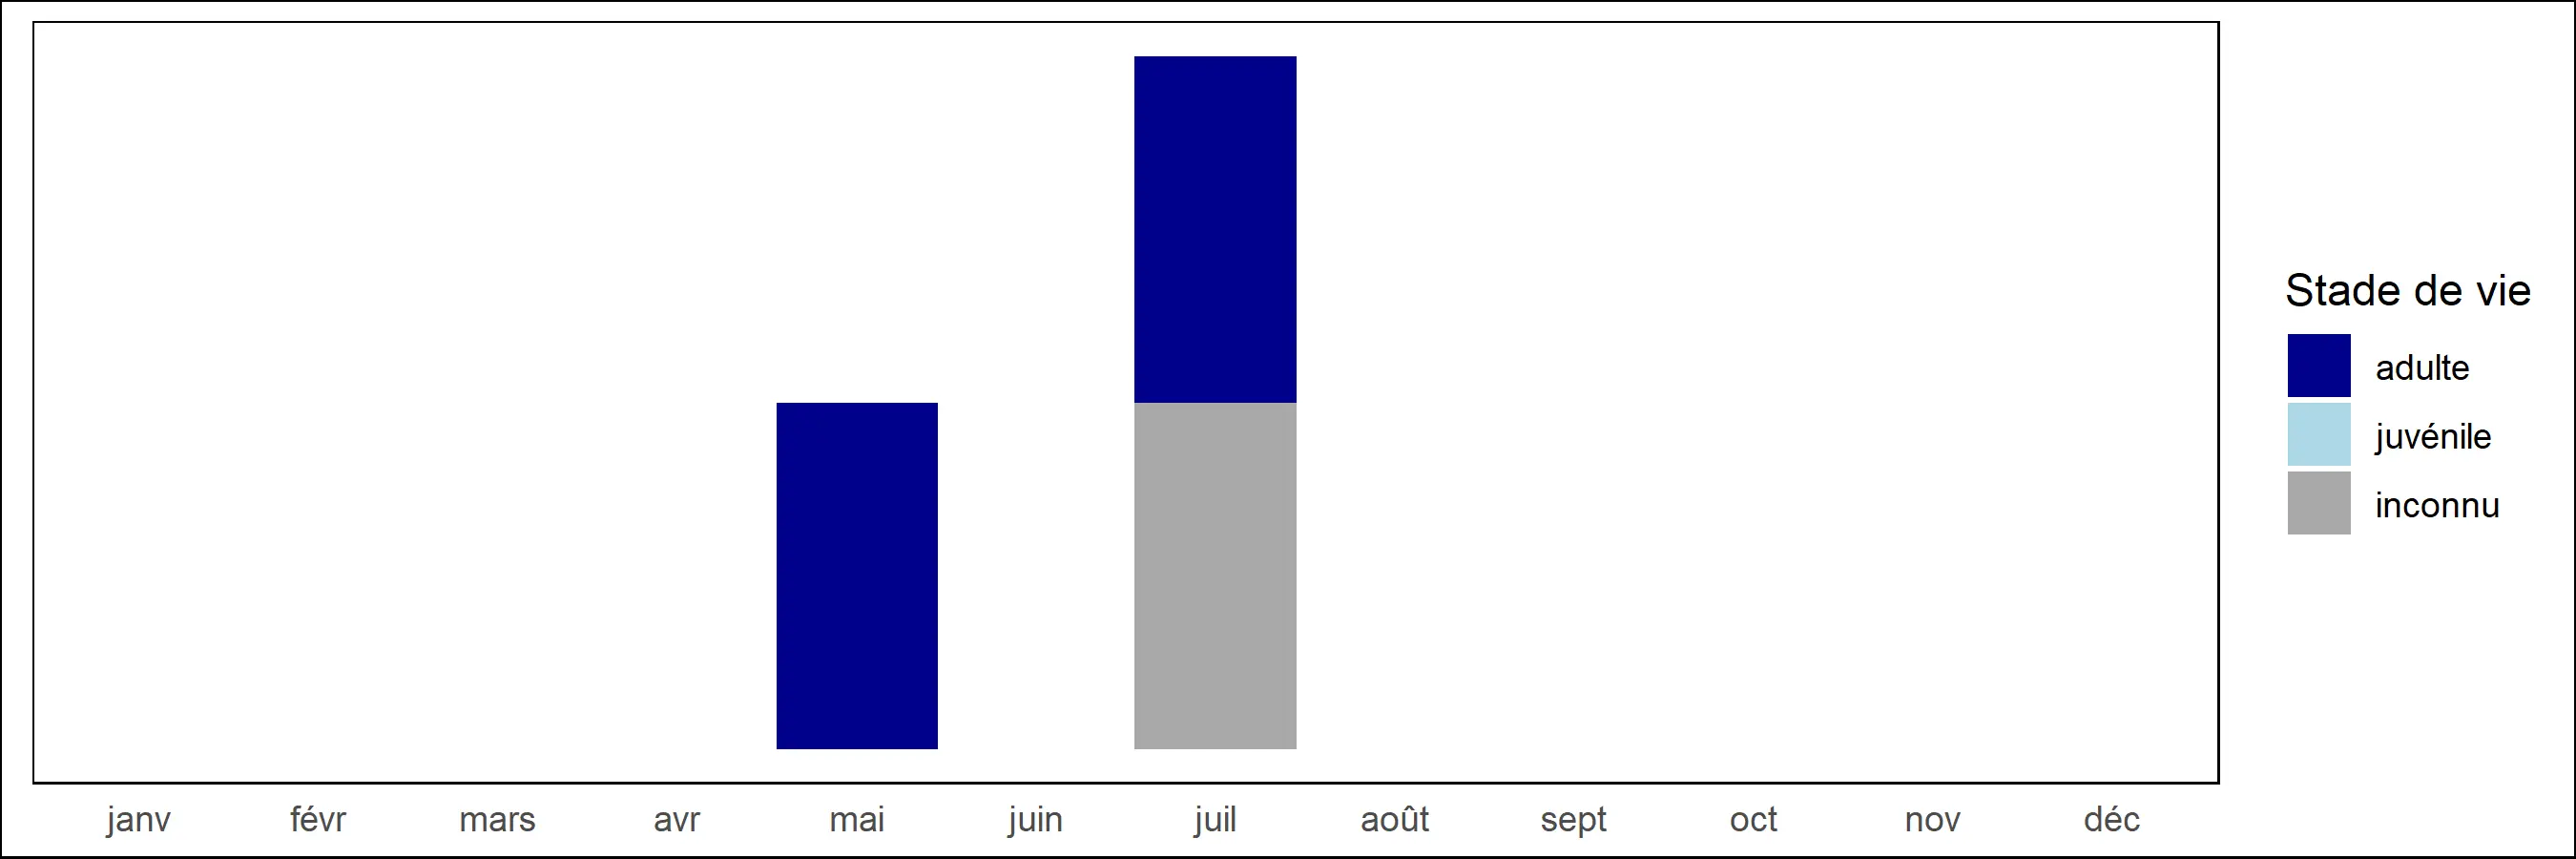 Stade de vie
adulte
juvénile
inconnu
janv févr mars avr mai juin juil août sept oct nov déc